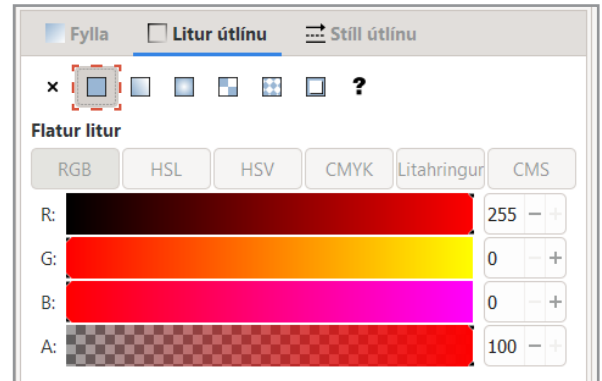 Fylla Litur útlínu Stíll útlínu
× ?
Flatur litur
RGB HSL HSV CMYK Litahringur CMS
R: 255 − +
G: 0 − +
B: 0 − +
A: 100 − +